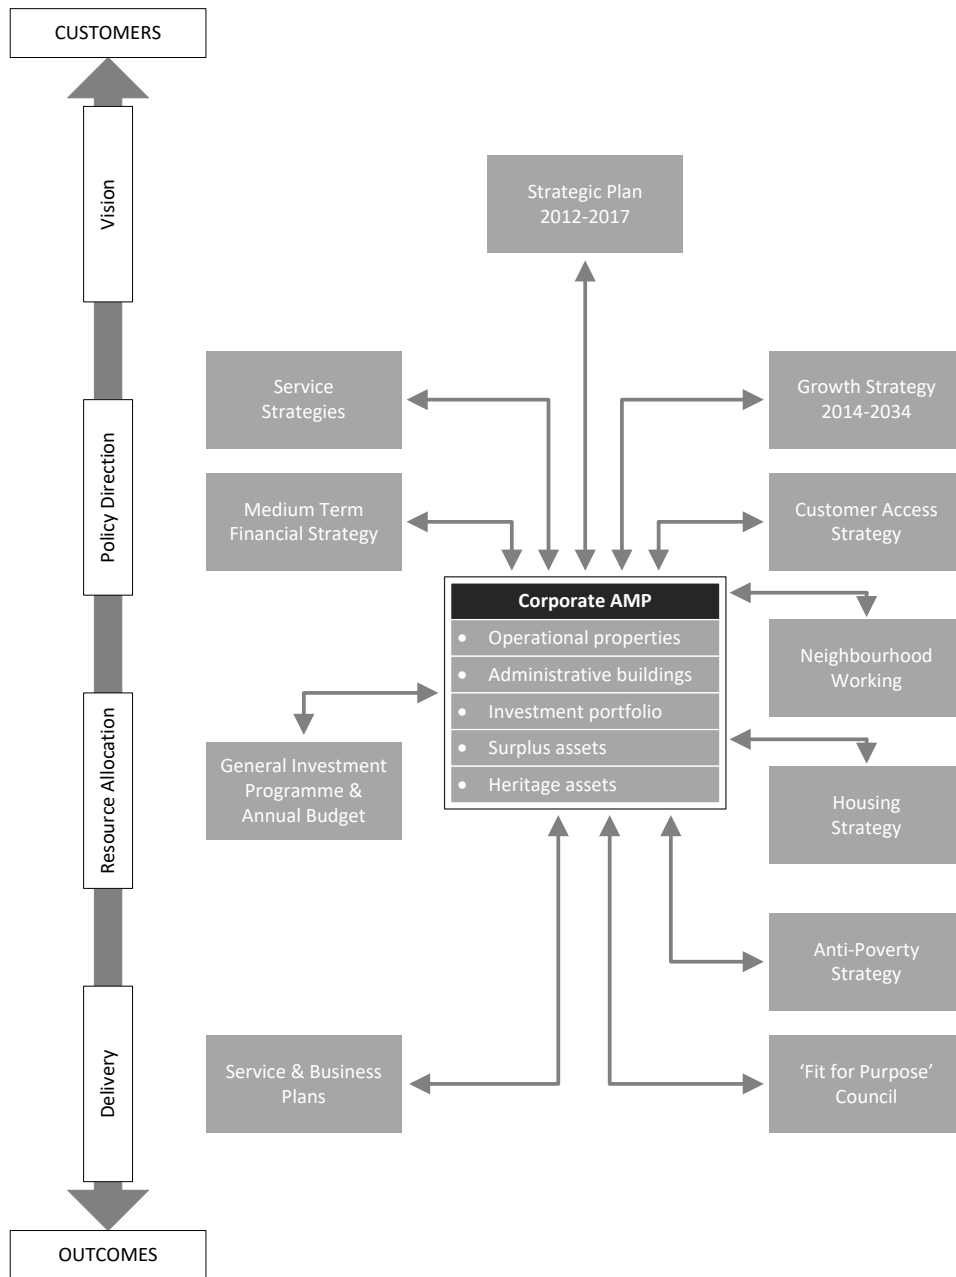 CUSTOMERS
Vision
Policy Direction
Resource Allocation
Delivery
OUTCOMES
Strategic Plan
2012-2017
Service
Strategies
Growth Strategy
2014-2034
Medium Term
Financial Strategy
Customer Access
Strategy
Corporate AMP
• Operational properties
• Administrative buildings
• Investment portfolio
• Surplus assets
• Heritage assets
Neighbourhood
Working
General Investment
Programme &
Annual Budget
Housing
Strategy
Anti-Poverty
Strategy
Service & Business
Plans
‘Fit for Purpose’
Council